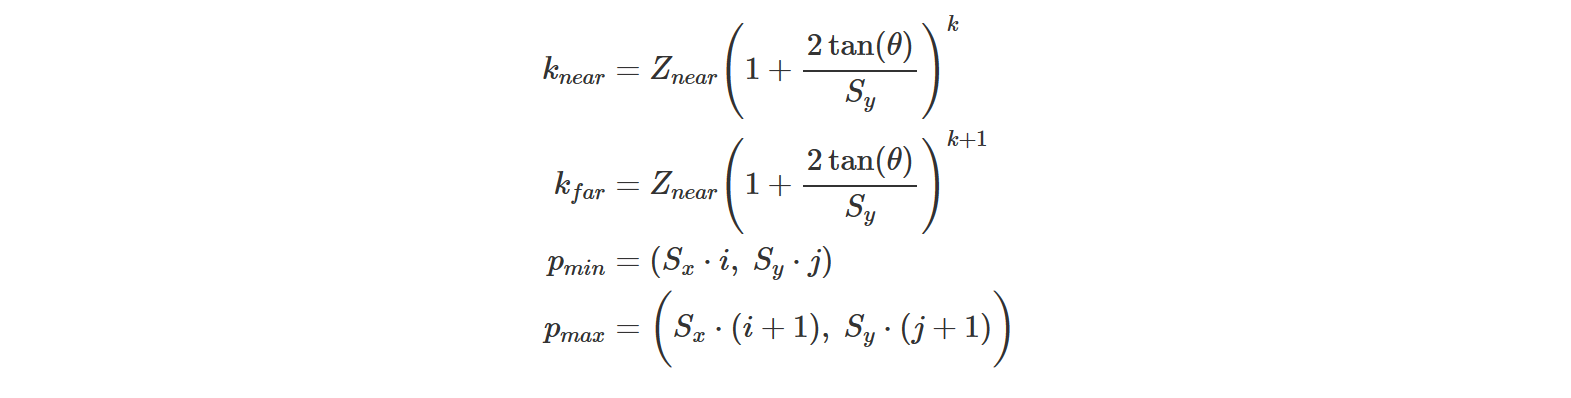 k_{near} = Z_{near} \left( 1 + \frac{2 \tan(\theta)}{S_y} \right)^k
k_{far} = Z_{near} \left( 1 + \frac{2 \tan(\theta)}{S_y} \right)^{k+1}
p_{min} = (S_x \cdot i, S_y \cdot j)
p_{max} = \left( S_x \cdot (i + 1), S_y \cdot (j + 1) \right)